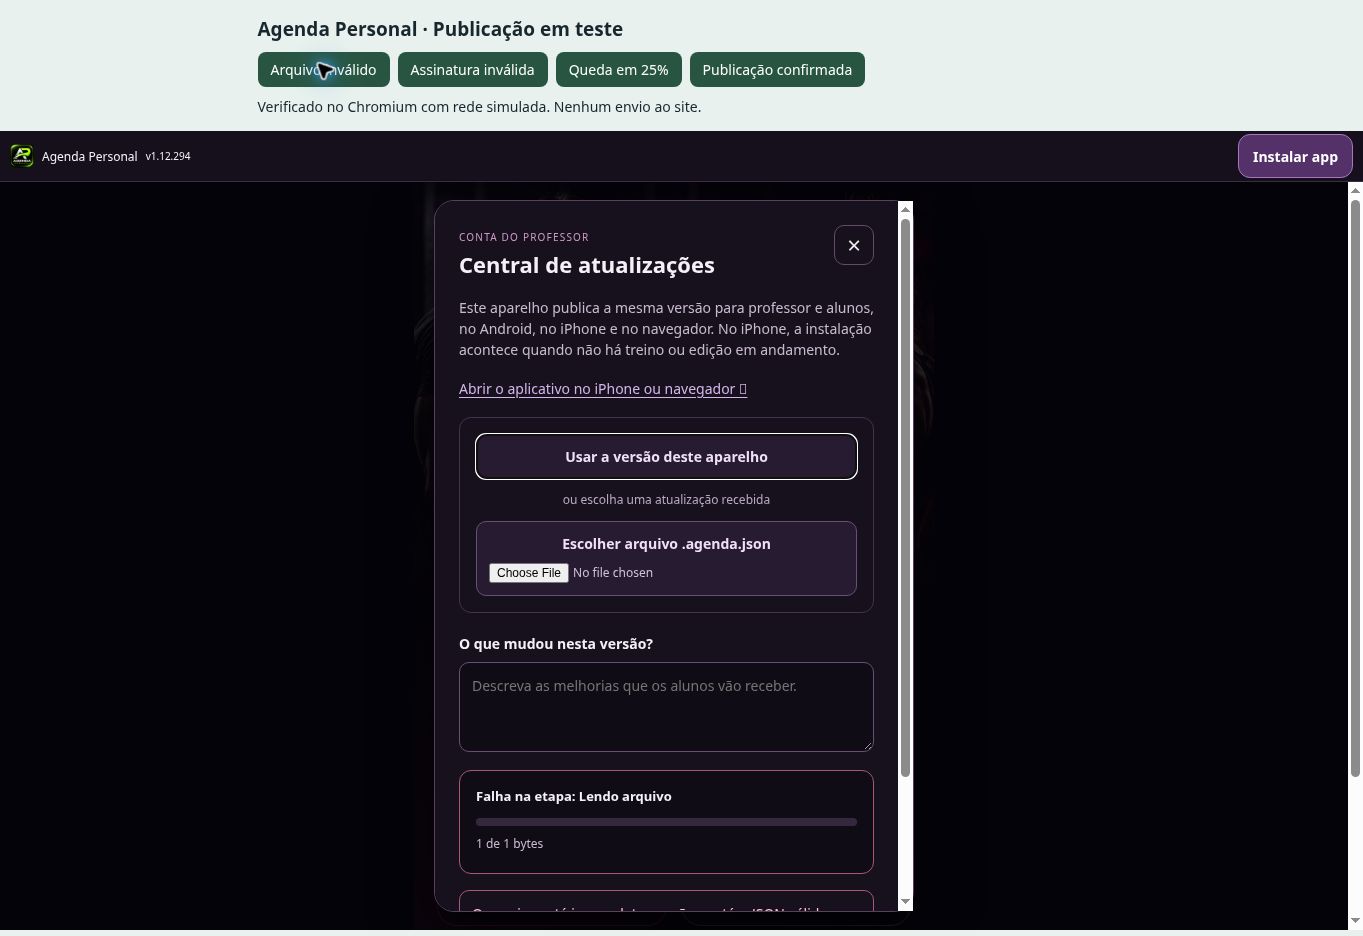 Agenda Personal · Publicação em teste
Arquivo inválido
Assinatura inválida
Queda em 25%
Publicação confirmada
Verificado no Chromium com rede simulada. Nenhum envio ao site.
Agenda Personal v1.12.294
Instalar app
CONTA DO PROFESSOR
Central de atualizações
Este aparelho publica a mesma versão para professor e alunos,
no Android, no iPhone e no navegador. No iPhone, a instalação
acontece quando não há treino ou edição em andamento.
Abrir o aplicativo no iPhone ou navegador
Usar a versão deste aparelho
ou escolha uma atualização recebida
Escolher arquivo .agenda.json
Choose File No file chosen
O que mudou nesta versão?
Descreva as melhorias que os alunos vão receber.
Falha na etapa: Lendo arquivo
1 de 1 bytes